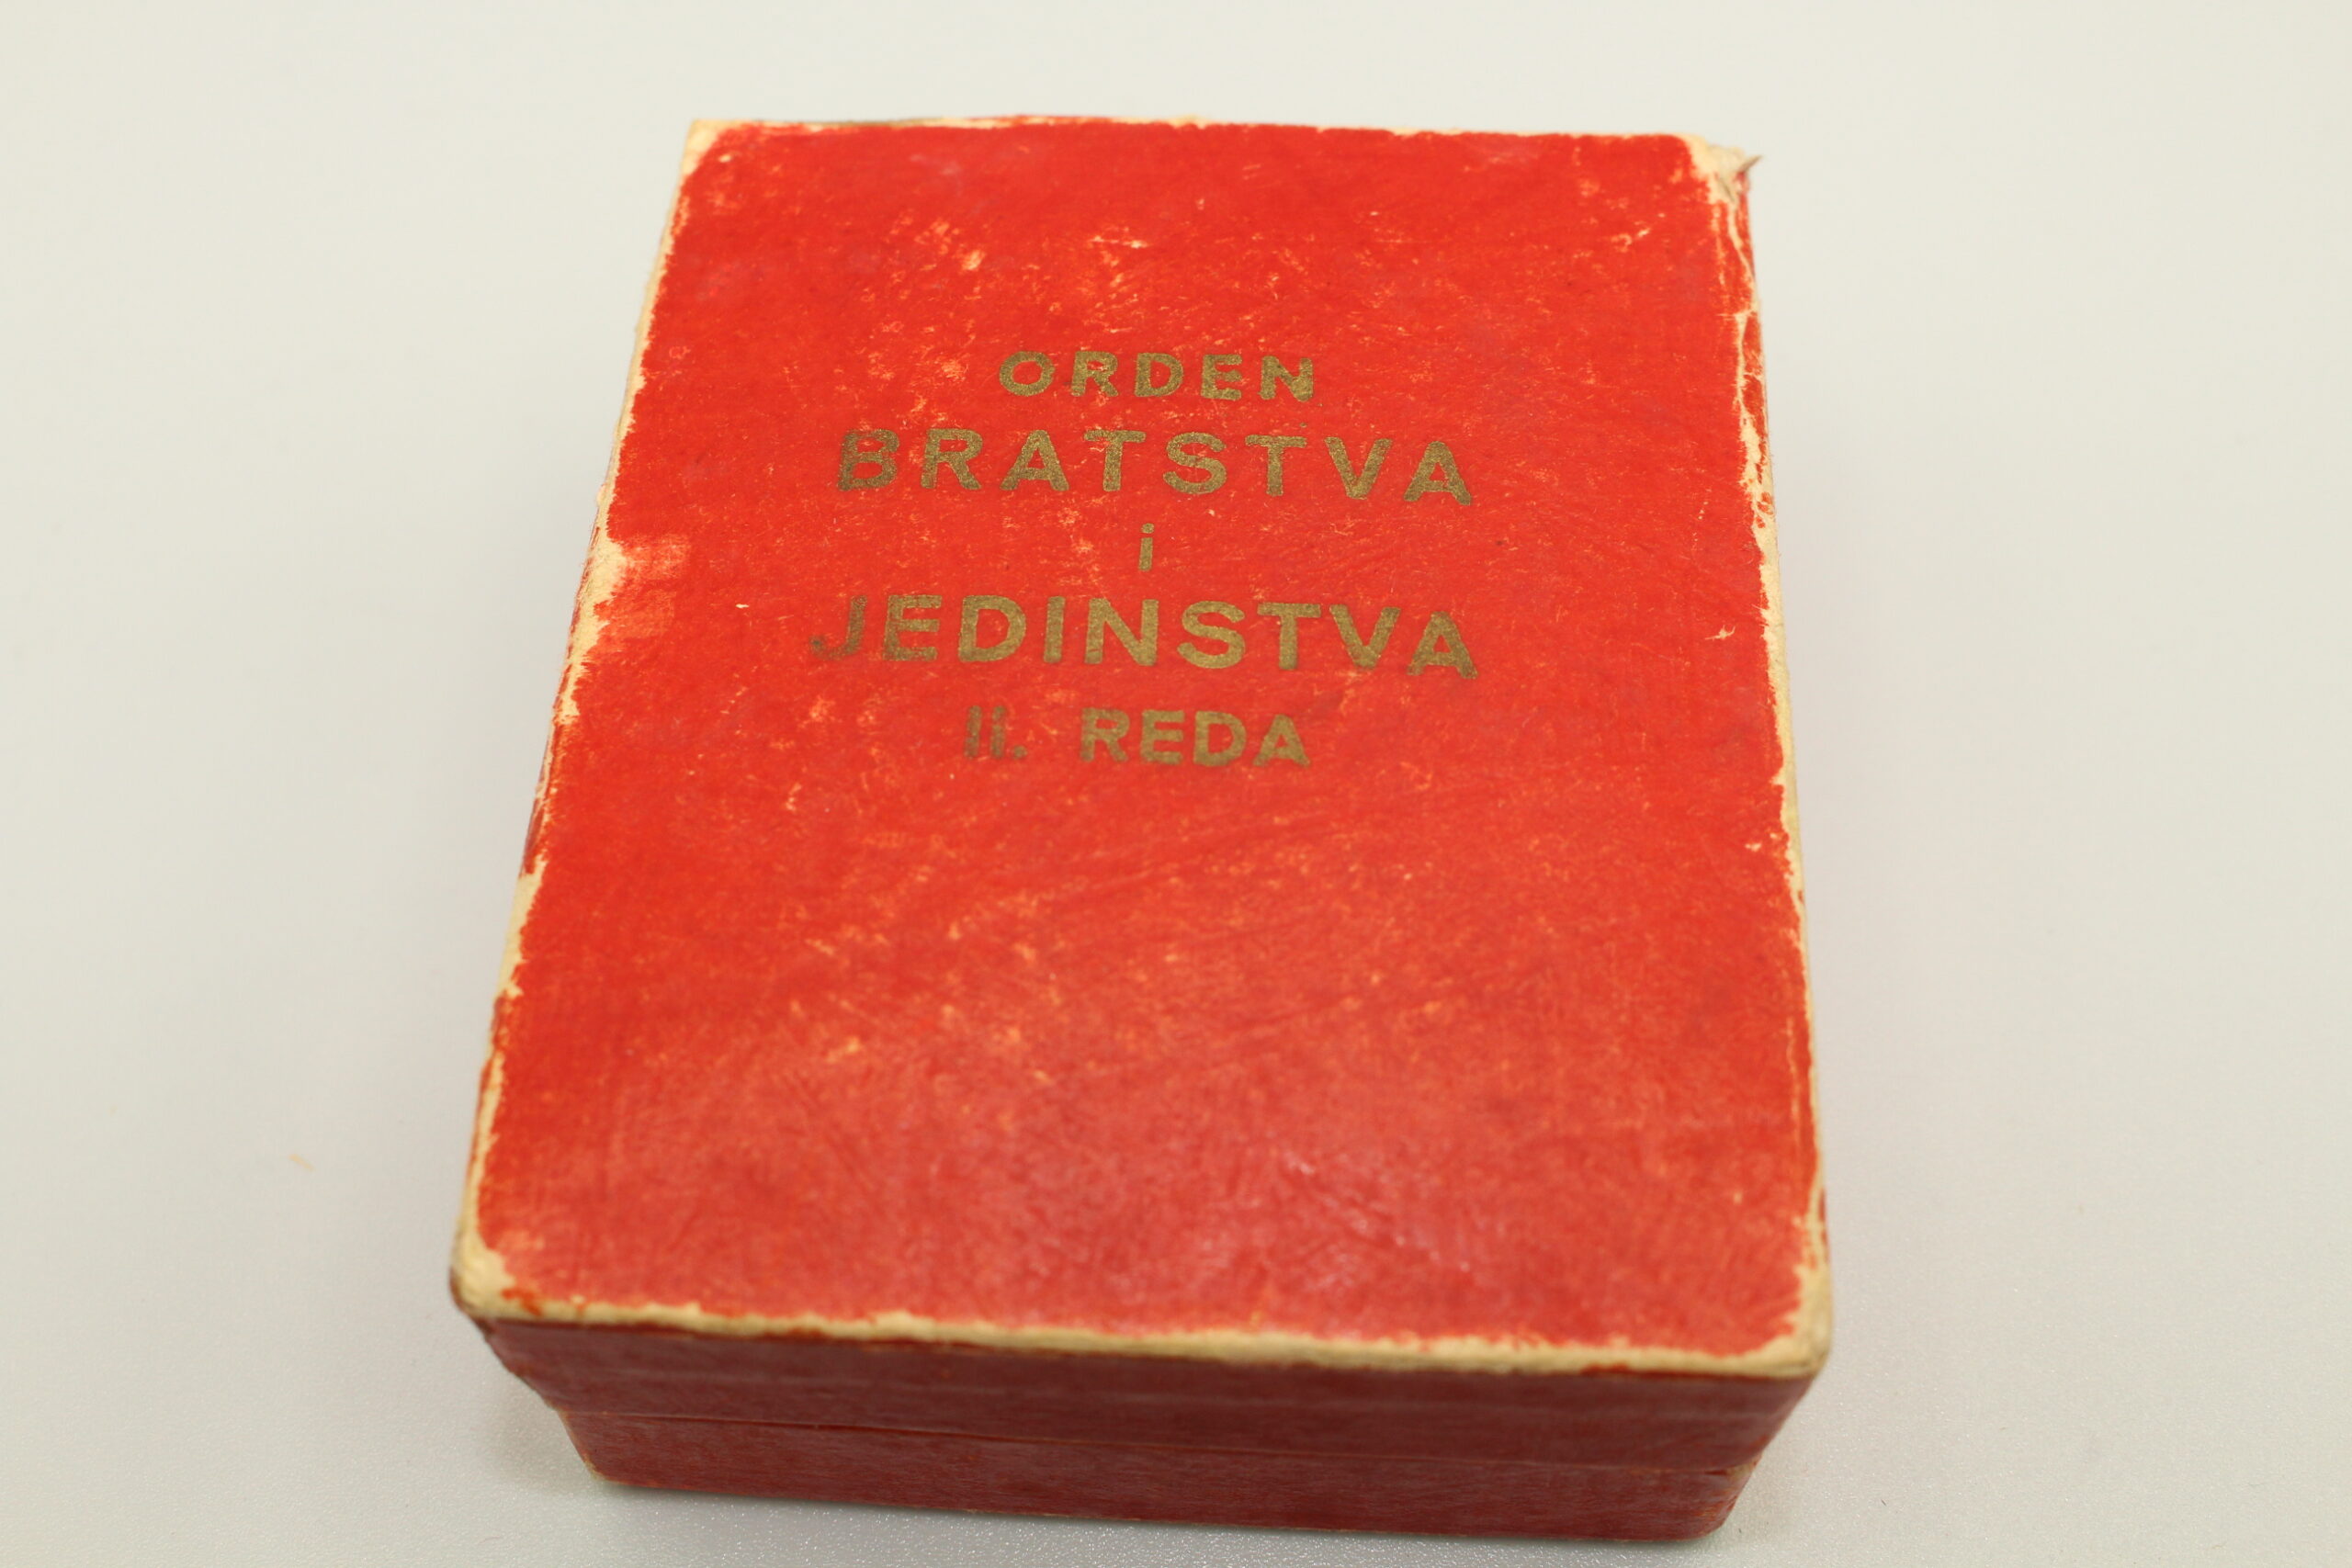 ORDEN
BRATSTVA
i
JEDINSTVA
II. REDA